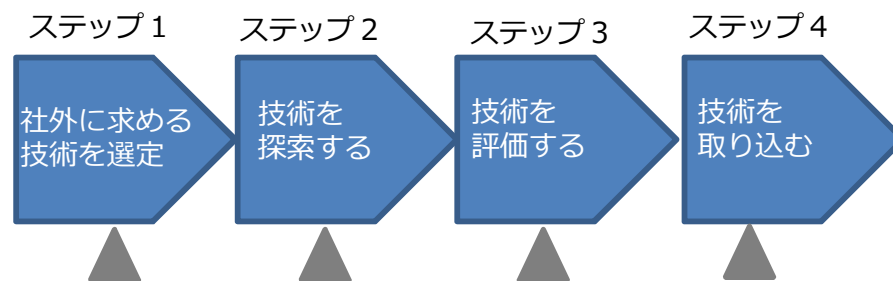 ステップ1
ステップ2
ステップ3
ステップ4
社外に求める
技術を選定
技術を
探索する
技術を
評価する
技術を
取り込む